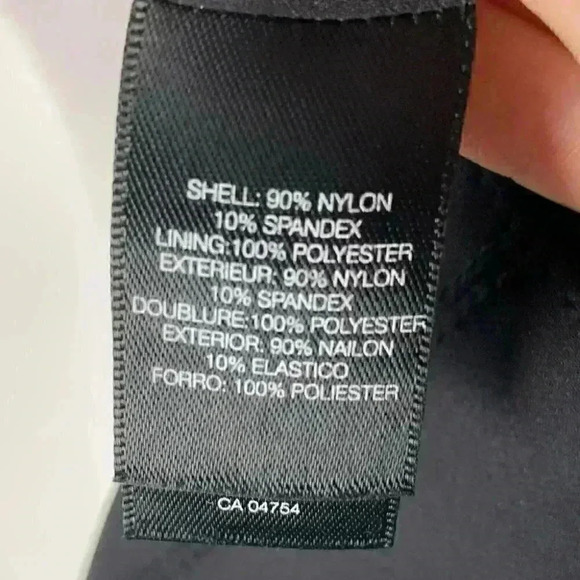 SHELL: 90% NYLON
10% SPANDEX
LINING:100% POLYESTER
EXTERIEUR: 90% NYLON
10% SPANDEX
DOUBLURE:100% POLYESTER
EXTERIOR: 90% NAILON
10% ELASTICO
FORRO: 100% POLIESTER
CA 04754